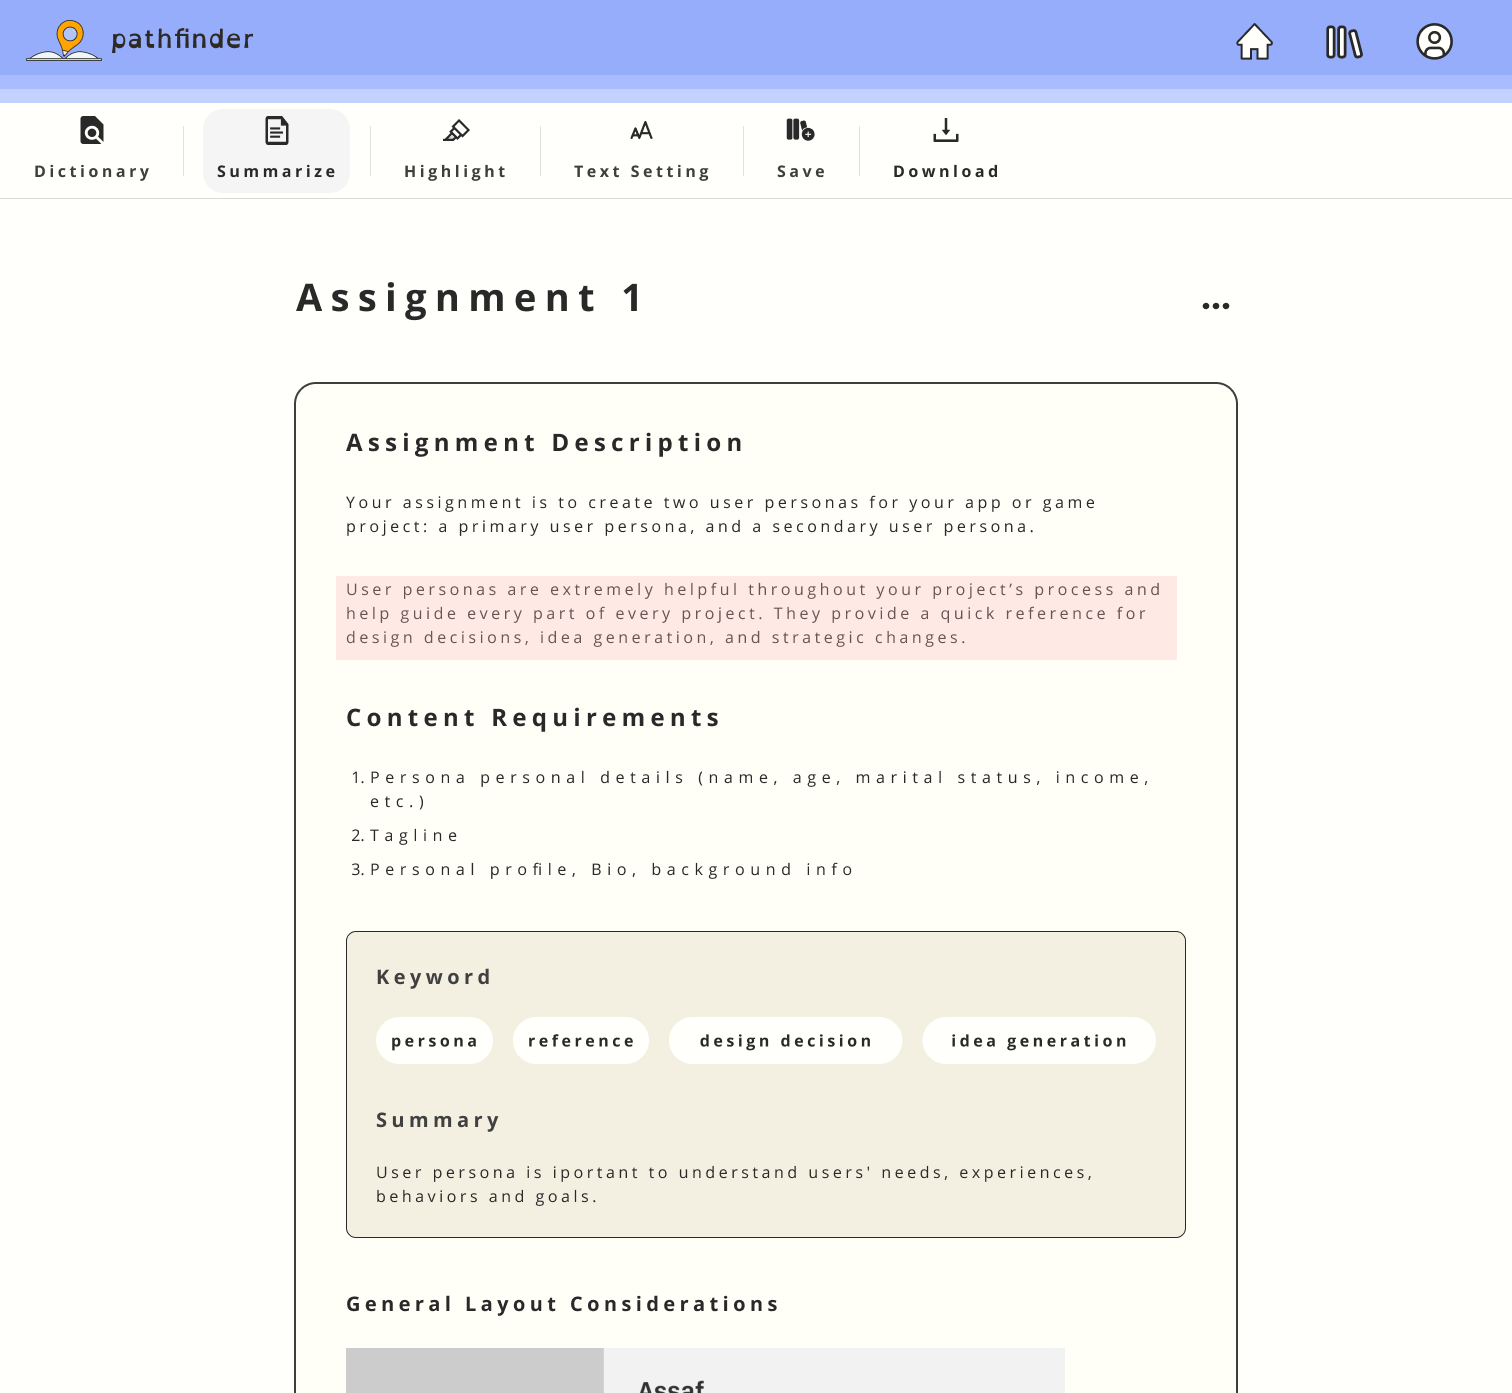 pathfinder
Dictionary
Summarize
Highlight
Text Setting
Save
Download
Assignment 1
Assignment Description
Your assignment is to create two user personas for your app or game
project: a primary user persona, and a secondary user persona.
User personas are extremely helpful throughout your project’s process and
help guide every part of every project. They provide a quick reference for
design decisions, idea generation, and strategic changes.
Content Requirements
1. Persona personal details (name, age, marital status, income,
etc.)
2. Tagline
3. Personal profile, Bio, background info
Keyword
persona
reference
design decision
idea generation
Summary
User persona is iportant to understand users' needs, experiences,
behaviors and goals.
General Layout Considerations
Assaf